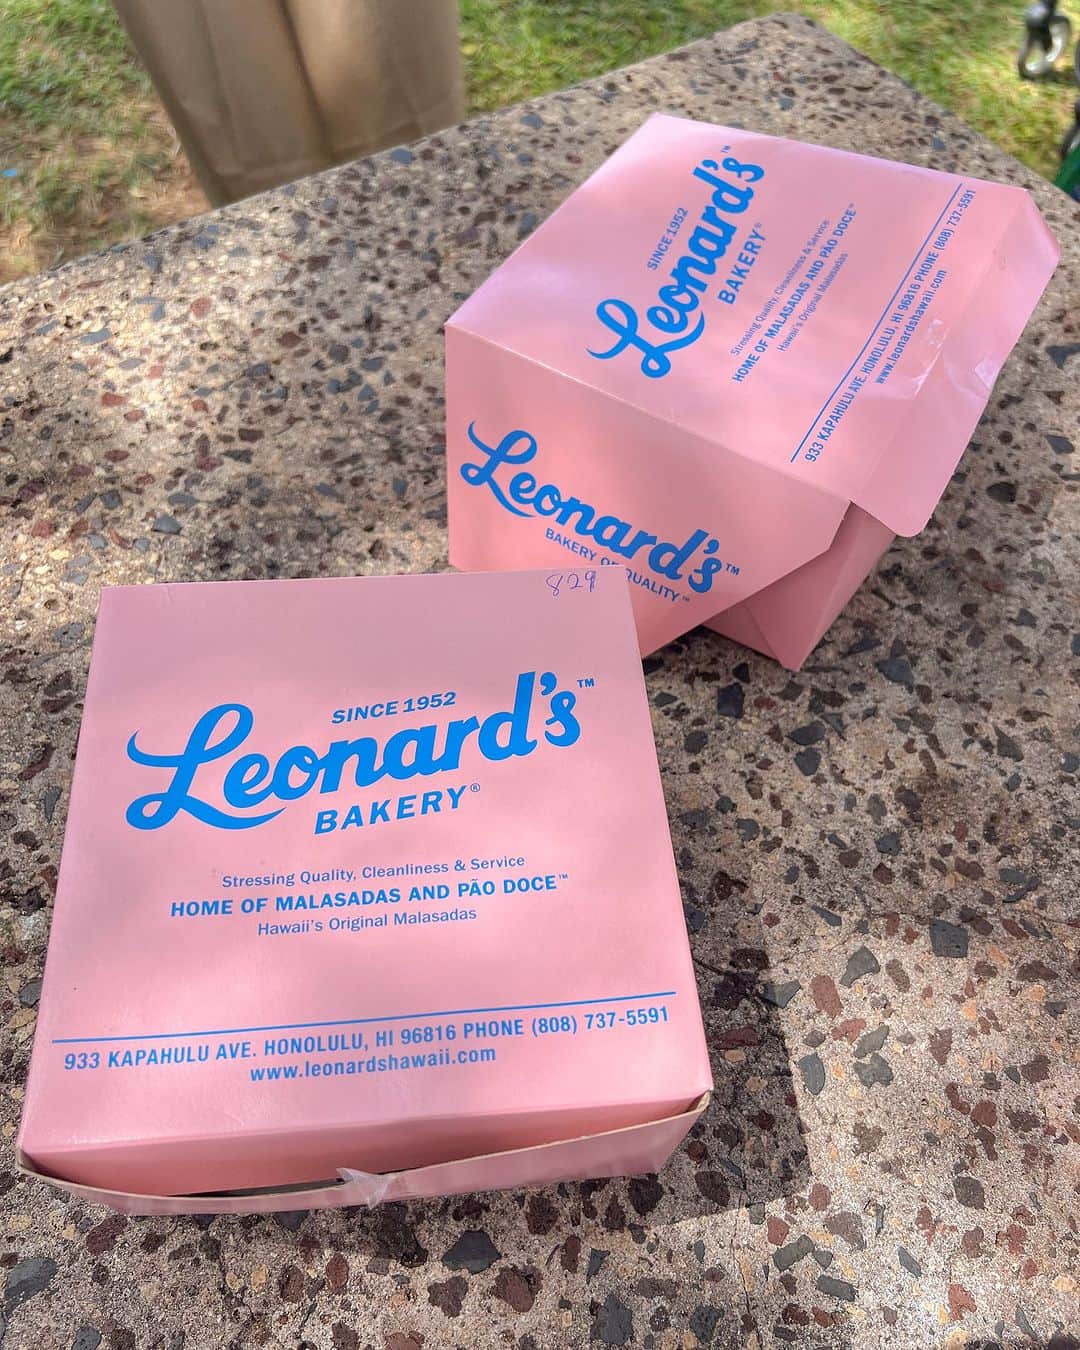 SINCE 1952
Leonard's™
BAKERY®
Stressing Quality, Cleanliness & Service
HOME OF MALASADAS AND PÃO DOCE™
Hawaii's Original Malasadas
933 KAPAHULU AVE. HONOLULU, HI 96816 PHONE (808) 737-5591
www.leonardshawaii.com
Leonard's™
BAKERY OF QUALITY™
829
SINCE 1952
Leonard's™
BAKERY®
Stressing Quality, Cleanliness & Service
HOME OF MALASADAS AND PÃO DOCE™
Hawaii's Original Malasadas
933 KAPAHULU AVE. HONOLULU, HI 96816 PHONE (808) 737-5591
www.leonardshawaii.com